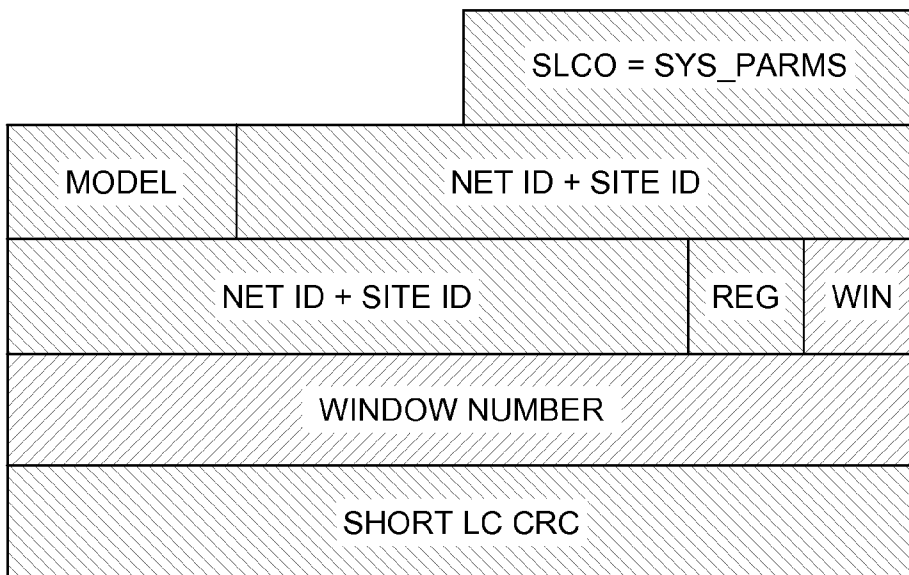 SLCO = SYS_PARMS
MODEL NET ID + SITE ID
NET ID + SITE ID REG WIN
WINDOW NUMBER
SHORT LC CRC